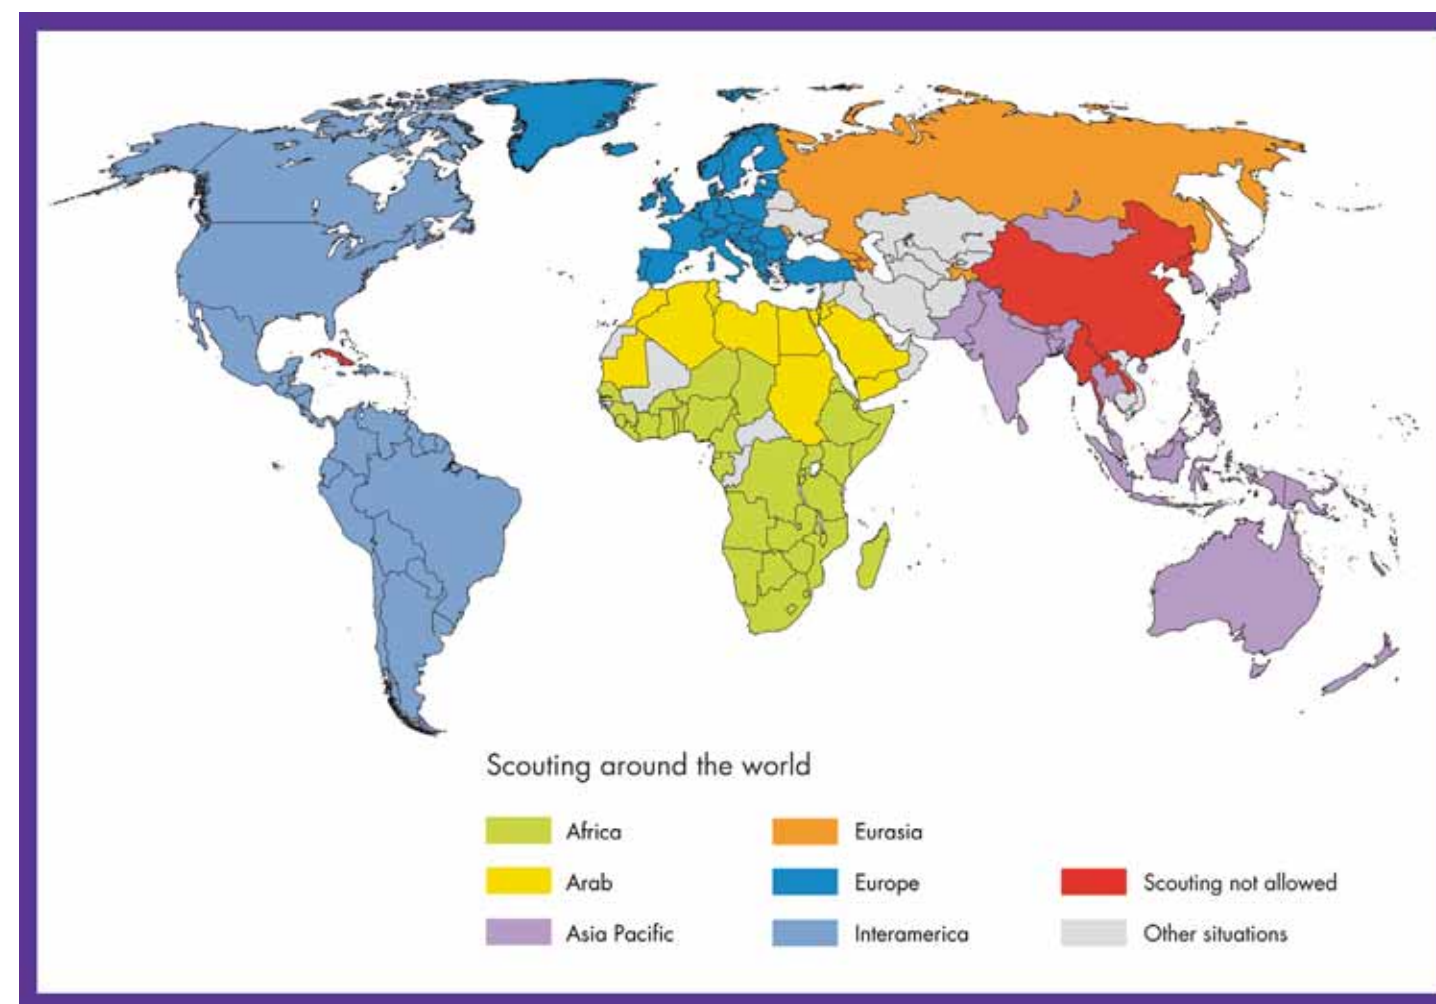 Scouting around the world
Africa
Arab
Asia Pacific
Eurasia
Europe
Interamerica
Scouting not allowed
Other situations